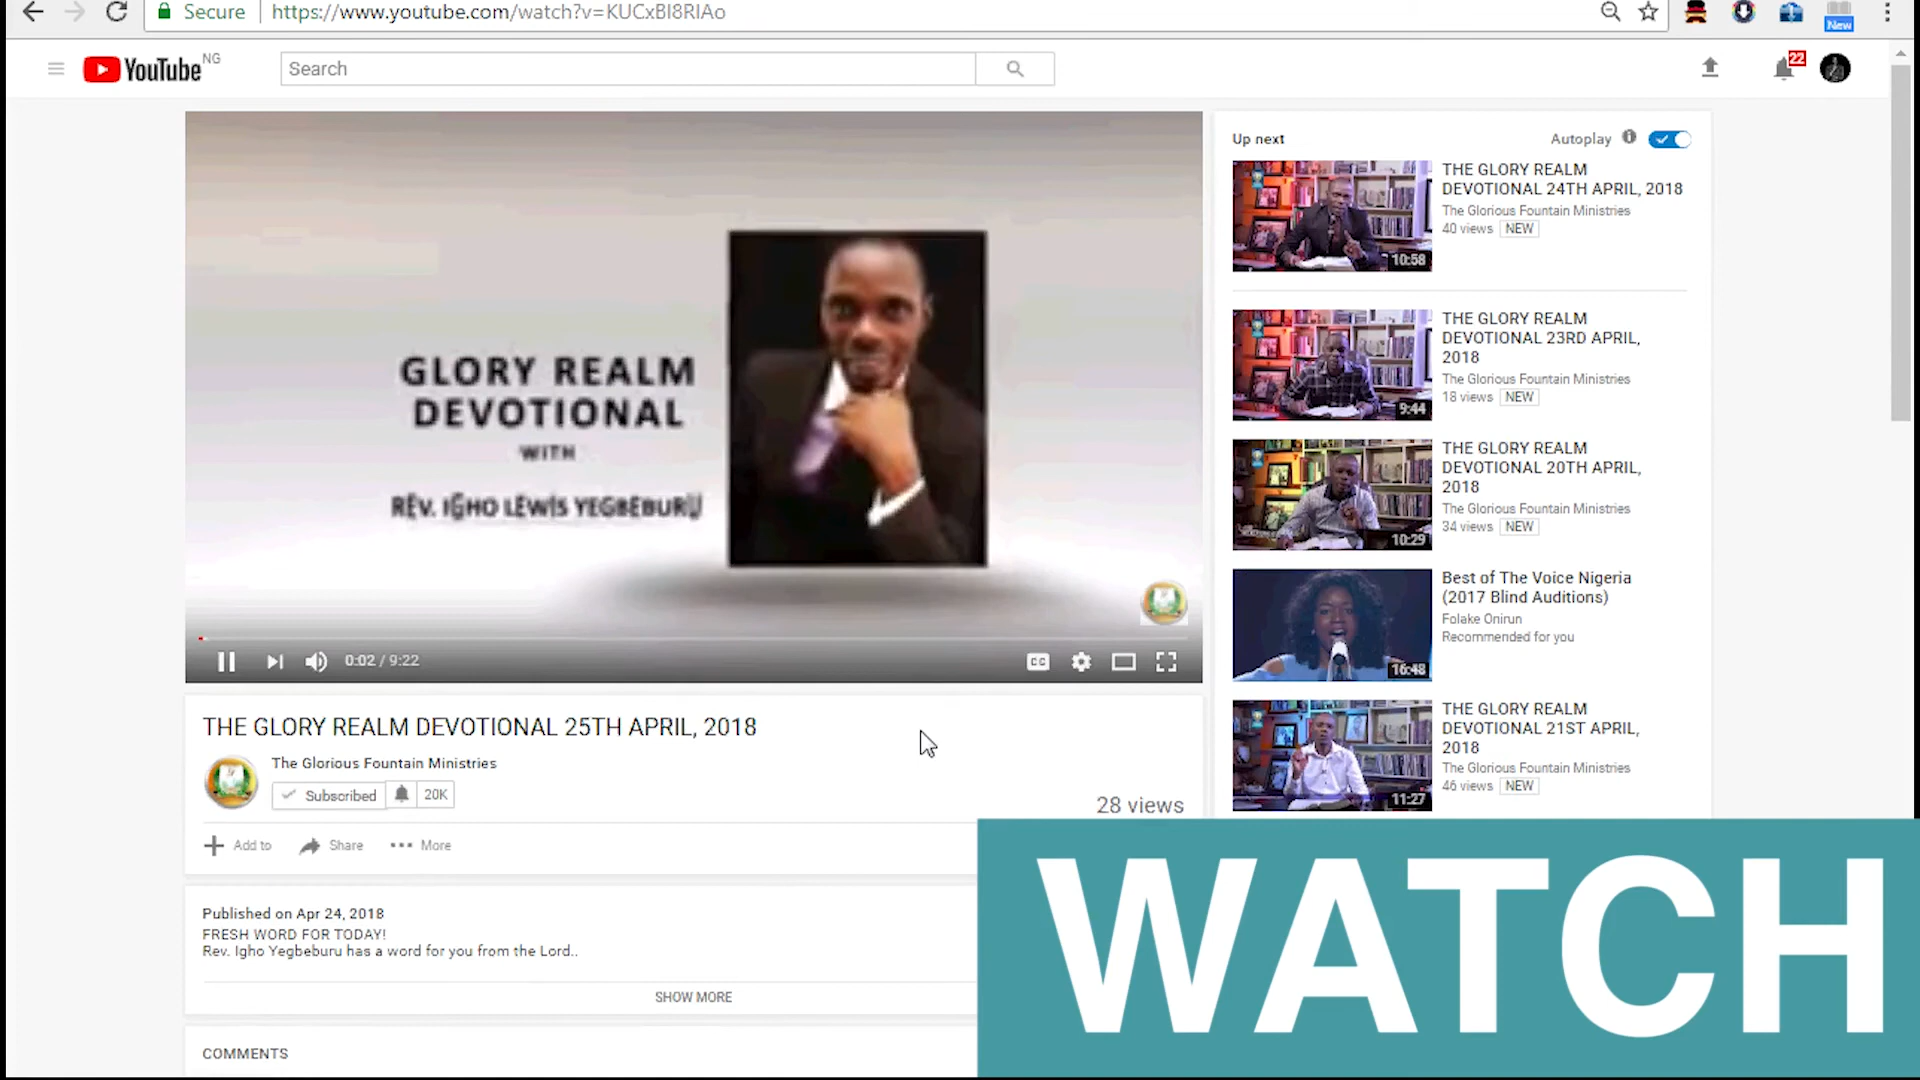 Secure
https://www.youtube.com/watch?v=KUCxBI8RIAo
New
YouTube NG
Search
22
GLORY REALM
DEVOTIONAL
WITH
REV. IGHO LEWIS YEGBEBURU
0:02 / 9:22
CC
THE GLORY REALM DEVOTIONAL 25TH APRIL, 2018
The Glorious Fountain Ministries
Subscribed
20K
28 views
Add to
Share
More
Published on Apr 24, 2018
FRESH WORD FOR TODAY!
Rev. Igho Yegbeburu has a word for you from the Lord..
SHOW MORE
COMMENTS
Up next
Autoplay
THE GLORY REALM
DEVOTIONAL 24TH APRIL, 2018
The Glorious Fountain Ministries
40 views NEW
10:58
THE GLORY REALM
DEVOTIONAL 23RD APRIL,
2018
The Glorious Fountain Ministries
18 views NEW
9:44
THE GLORY REALM
DEVOTIONAL 20TH APRIL,
2018
The Glorious Fountain Ministries
34 views NEW
10:29
Best of The Voice Nigeria
(2017 Blind Auditions)
Folake Onirun
Recommended for you
16:48
THE GLORY REALM
DEVOTIONAL 21ST APRIL,
2018
The Glorious Fountain Ministries
46 views NEW
11:27
WATCH